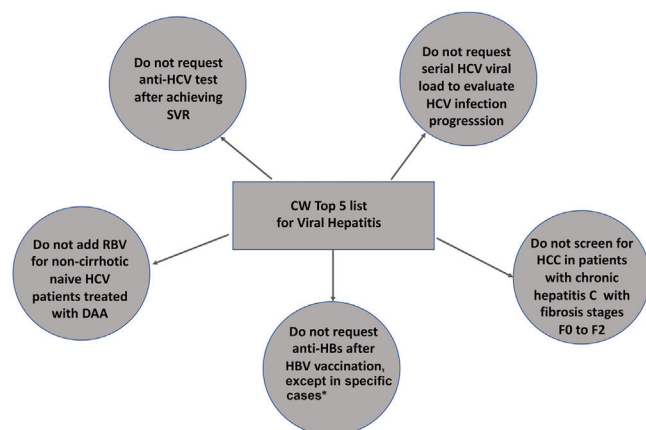 Do not request
anti-HCV test
after achieving
SVR
Do not request
serial HCV viral
load to evaluate
HCV infection
progresssion
CW Top 5 list
for Viral Hepatitis
Do not add RBV
for non-cirrhotic
naive HCV
patients treated
with DAA
Do not screen for
HCC in patients
with chronic
hepatitis C with
fibrosis stages
F0 to F2
Do not request
anti-HBs after
HBV vaccination,
except in specific
cases*